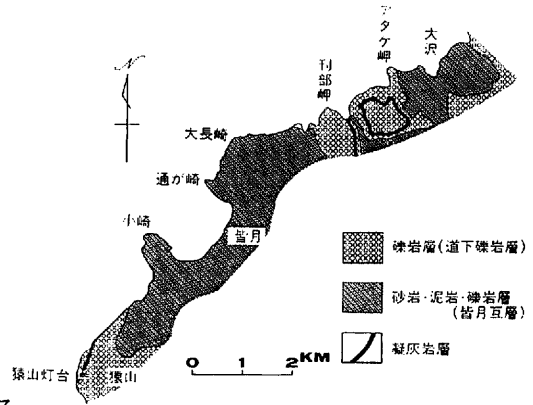 アタケ岬
大沢
刊部岬
N
大長崎
通が崎
皆月
小崎
礫岩層(道下礫岩層)
砂岩・泥岩・礫岩層
(皆月互層)
凝灰岩層
猿山灯台
猿山
0 1 2KM